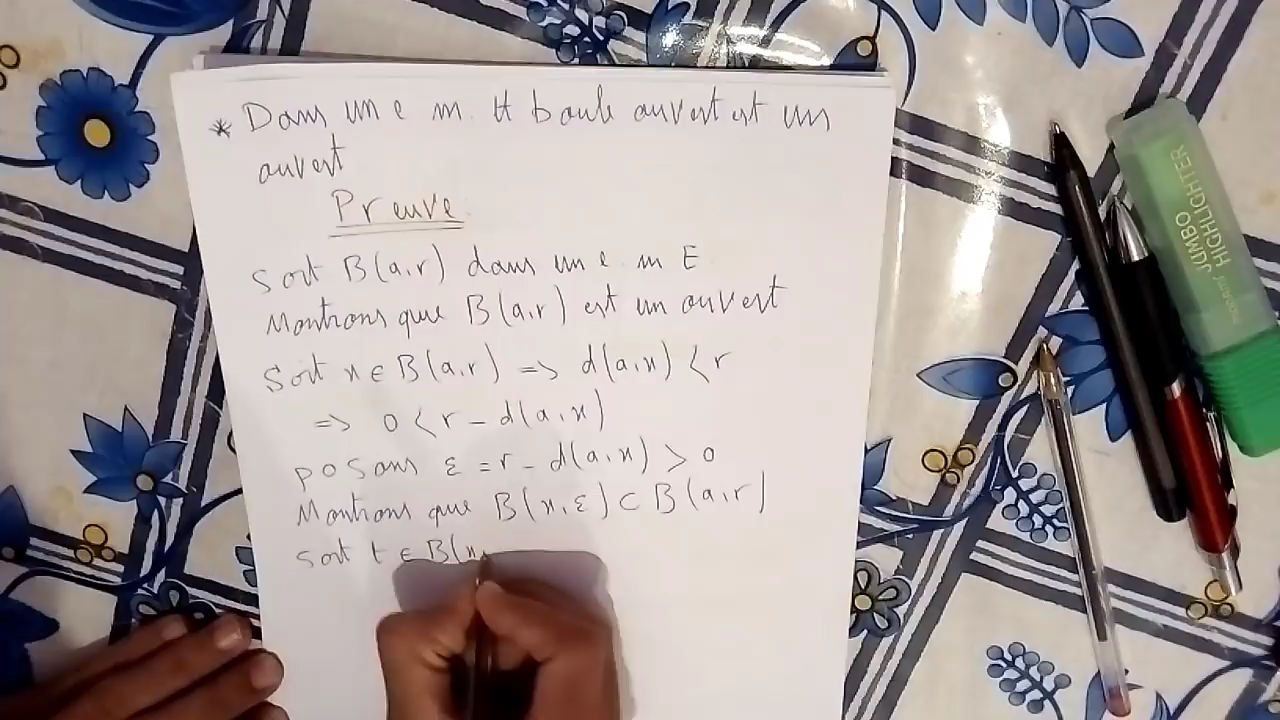 * Dans un e m. tt boule ouvert est un
ouvert
Preuve
Soit B(a,r) dans un e. m E
Montrons que B(a,r) est un ouvert
Soit x ∈ B(a,r) => d(a,x) < r
=> 0 < r - d(a,x)
posons ε = r - d(a,x) > 0
Montrons que B(x,ε) ⊂ B(a,r)
Soit t ∈ B(x,
JUMBO
HIGHLIGHTER